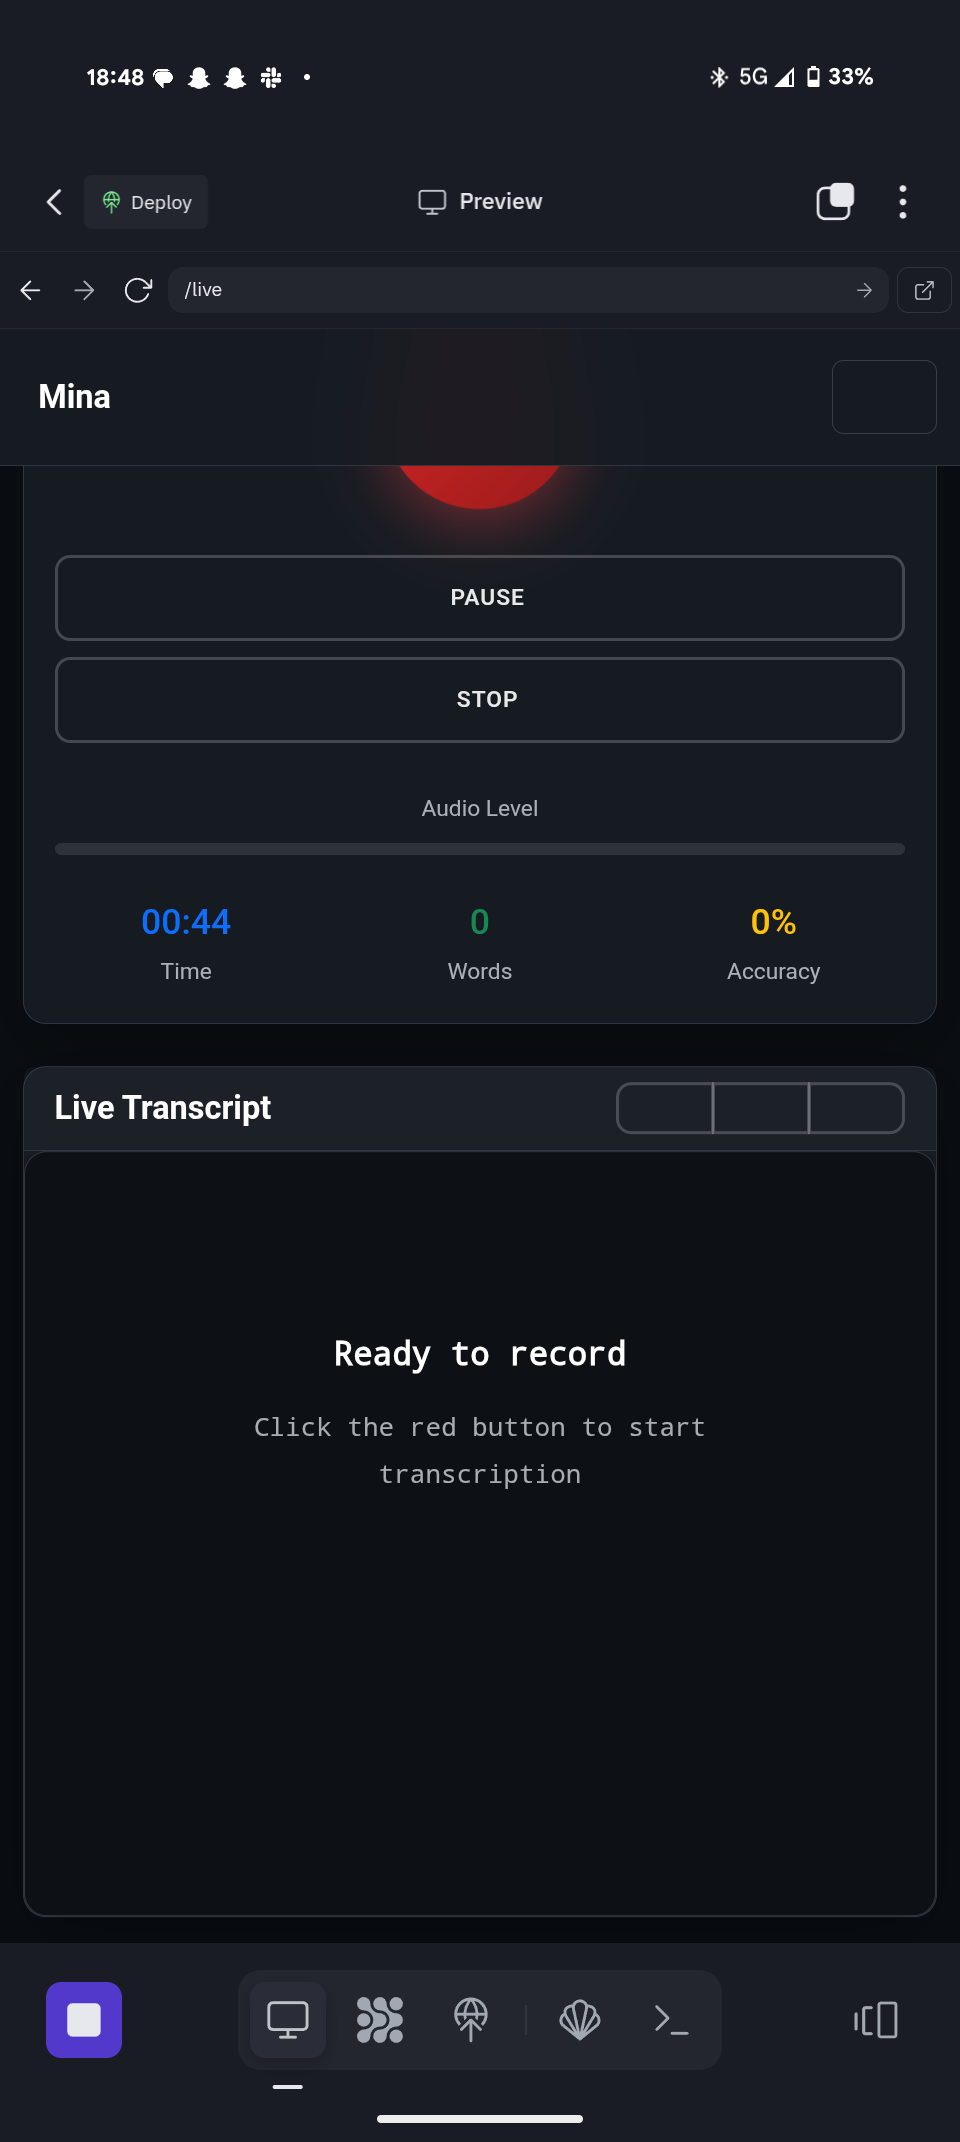 18:48 5G 33%
Deploy Preview
/live
Mina
PAUSE
STOP
Audio Level
00:44 0 0%
Time Words Accuracy
Live Transcript
Ready to record
Click the red button to start
transcription